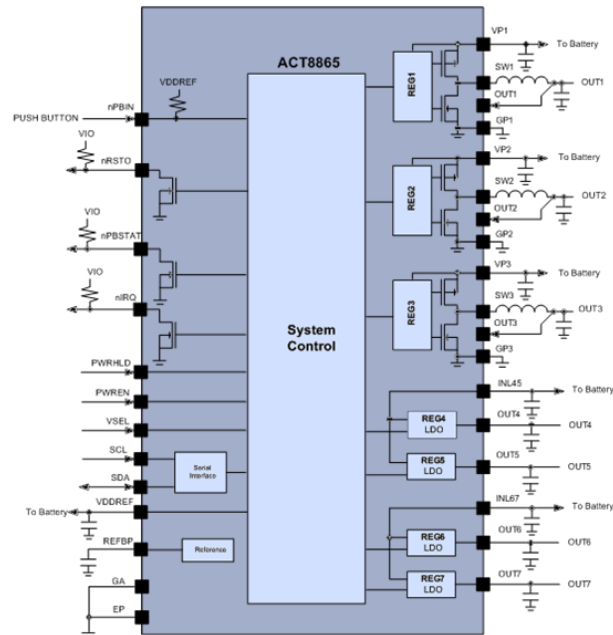 ACT8865
System
Control
VDDREF
nPBIN
PUSH BUTTON
VIO
nRSTO
VIO
nPBSTAT
VIO
nIRQ
PWRHLD
PWREN
VSEL
SCL
SDA
Serial
Interface
VDDREF
To Battery
REFBP
Reference
GA
EP
VP1
To Battery
REG1
SW1
OUT1
OUT1
GP1
VP2
To Battery
REG2
SW2
OUT2
OUT2
GP2
VP3
To Battery
REG3
SW3
OUT3
OUT3
GP3
INL45
To Battery
REG4
LDO
OUT4
OUT4
REG5
LDO
OUT5
OUT5
INL67
To Battery
REG6
LDO
OUT6
OUT6
REG7
LDO
OUT7
OUT7